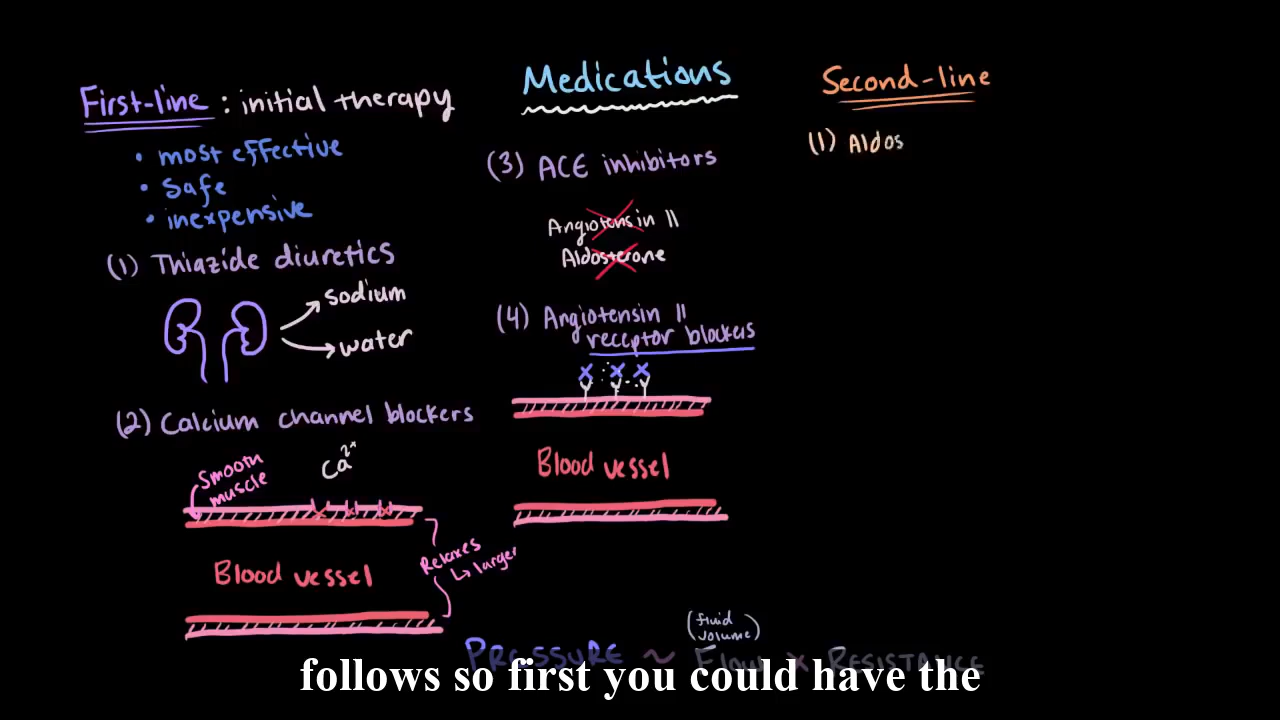 First-line : initial therapy
• most effective
• Safe
• inexpensive
(1) Thiazide diuretics
sodium
water
(2) Calcium channel blockers
Smooth
muscle
Ca2+
Blood vessel
Relaxes
↳ larger
Medications
(3) ACE inhibitors
Angiotensin II
Aldosterone
(4) Angiotensin II
receptor blockers
Blood vessel
Second-line
(1) Aldos
(fluid
volume)
PRESSURE ~ Flow x RESISTANCE
follows so first you could have the